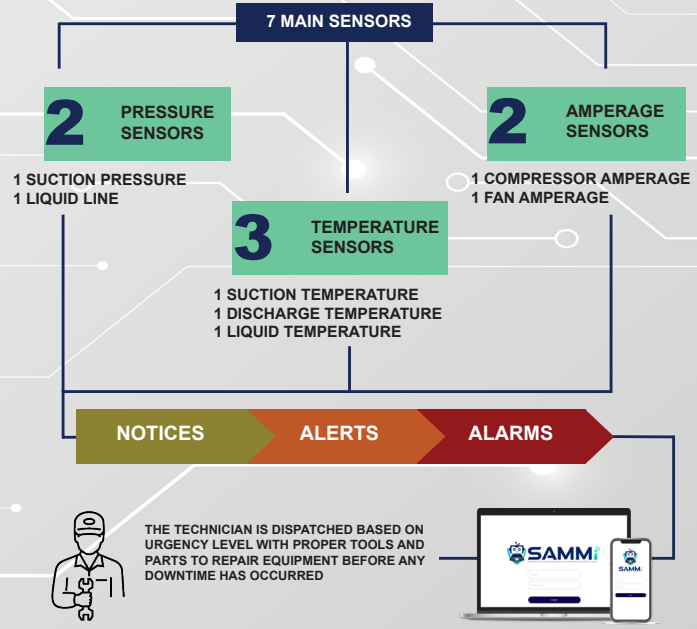 7 MAIN SENSORS
2
PRESSURE
SENSORS
1 SUCTION PRESSURE
1 LIQUID LINE
2
AMPERAGE
SENSORS
1 COMPRESSOR AMPERAGE
1 FAN AMPERAGE
3
TEMPERATURE
SENSORS
1 SUCTION TEMPERATURE
1 DISCHARGE TEMPERATURE
1 LIQUID TEMPERATURE
NOTICES
ALERTS
ALARMS
THE TECHNICIAN IS DISPATCHED BASED ON
URGENCY LEVEL WITH PROPER TOOLS AND
PARTS TO REPAIR EQUIPMENT BEFORE ANY
DOWNTIME HAS OCCURRED
SAMMi
SAMMi